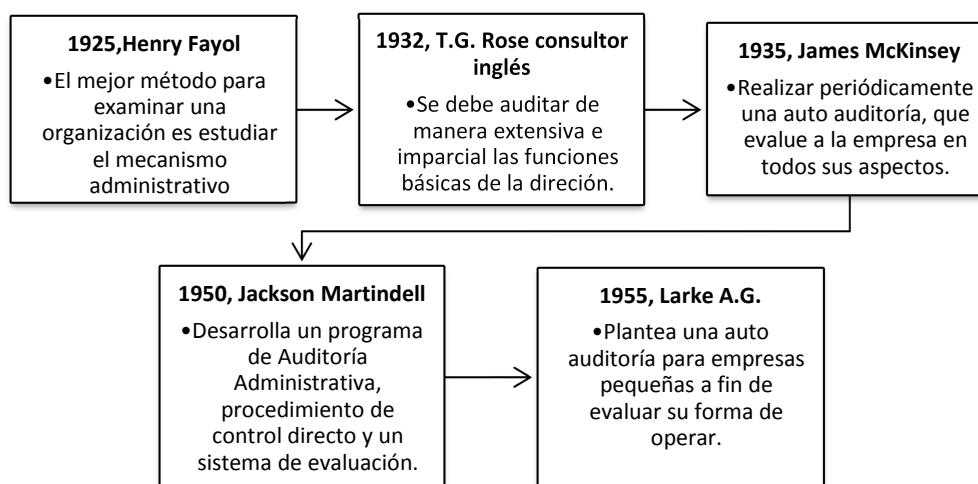 1925,Henry Fayol
•El mejor método para
examinar una
organización es estudiar
el mecanismo
administrativo
1932, T.G. Rose consultor
inglés
•Se debe auditar de
manera extensiva e
imparcial las funciones
básicas de la direción.
1935, James McKinsey
•Realizar periódicamente
una auto auditoría, que
evalue a la empresa en
todos sus aspectos.
1950, Jackson Martindell
•Desarrolla un programa
de Auditoría
Administrativa,
procedimiento de
control directo y un
sistema de evaluación.
1955, Larke A.G.
•Plantea una auto
auditoría para empresas
pequeñas a fin de
evaluar su forma de
operar.